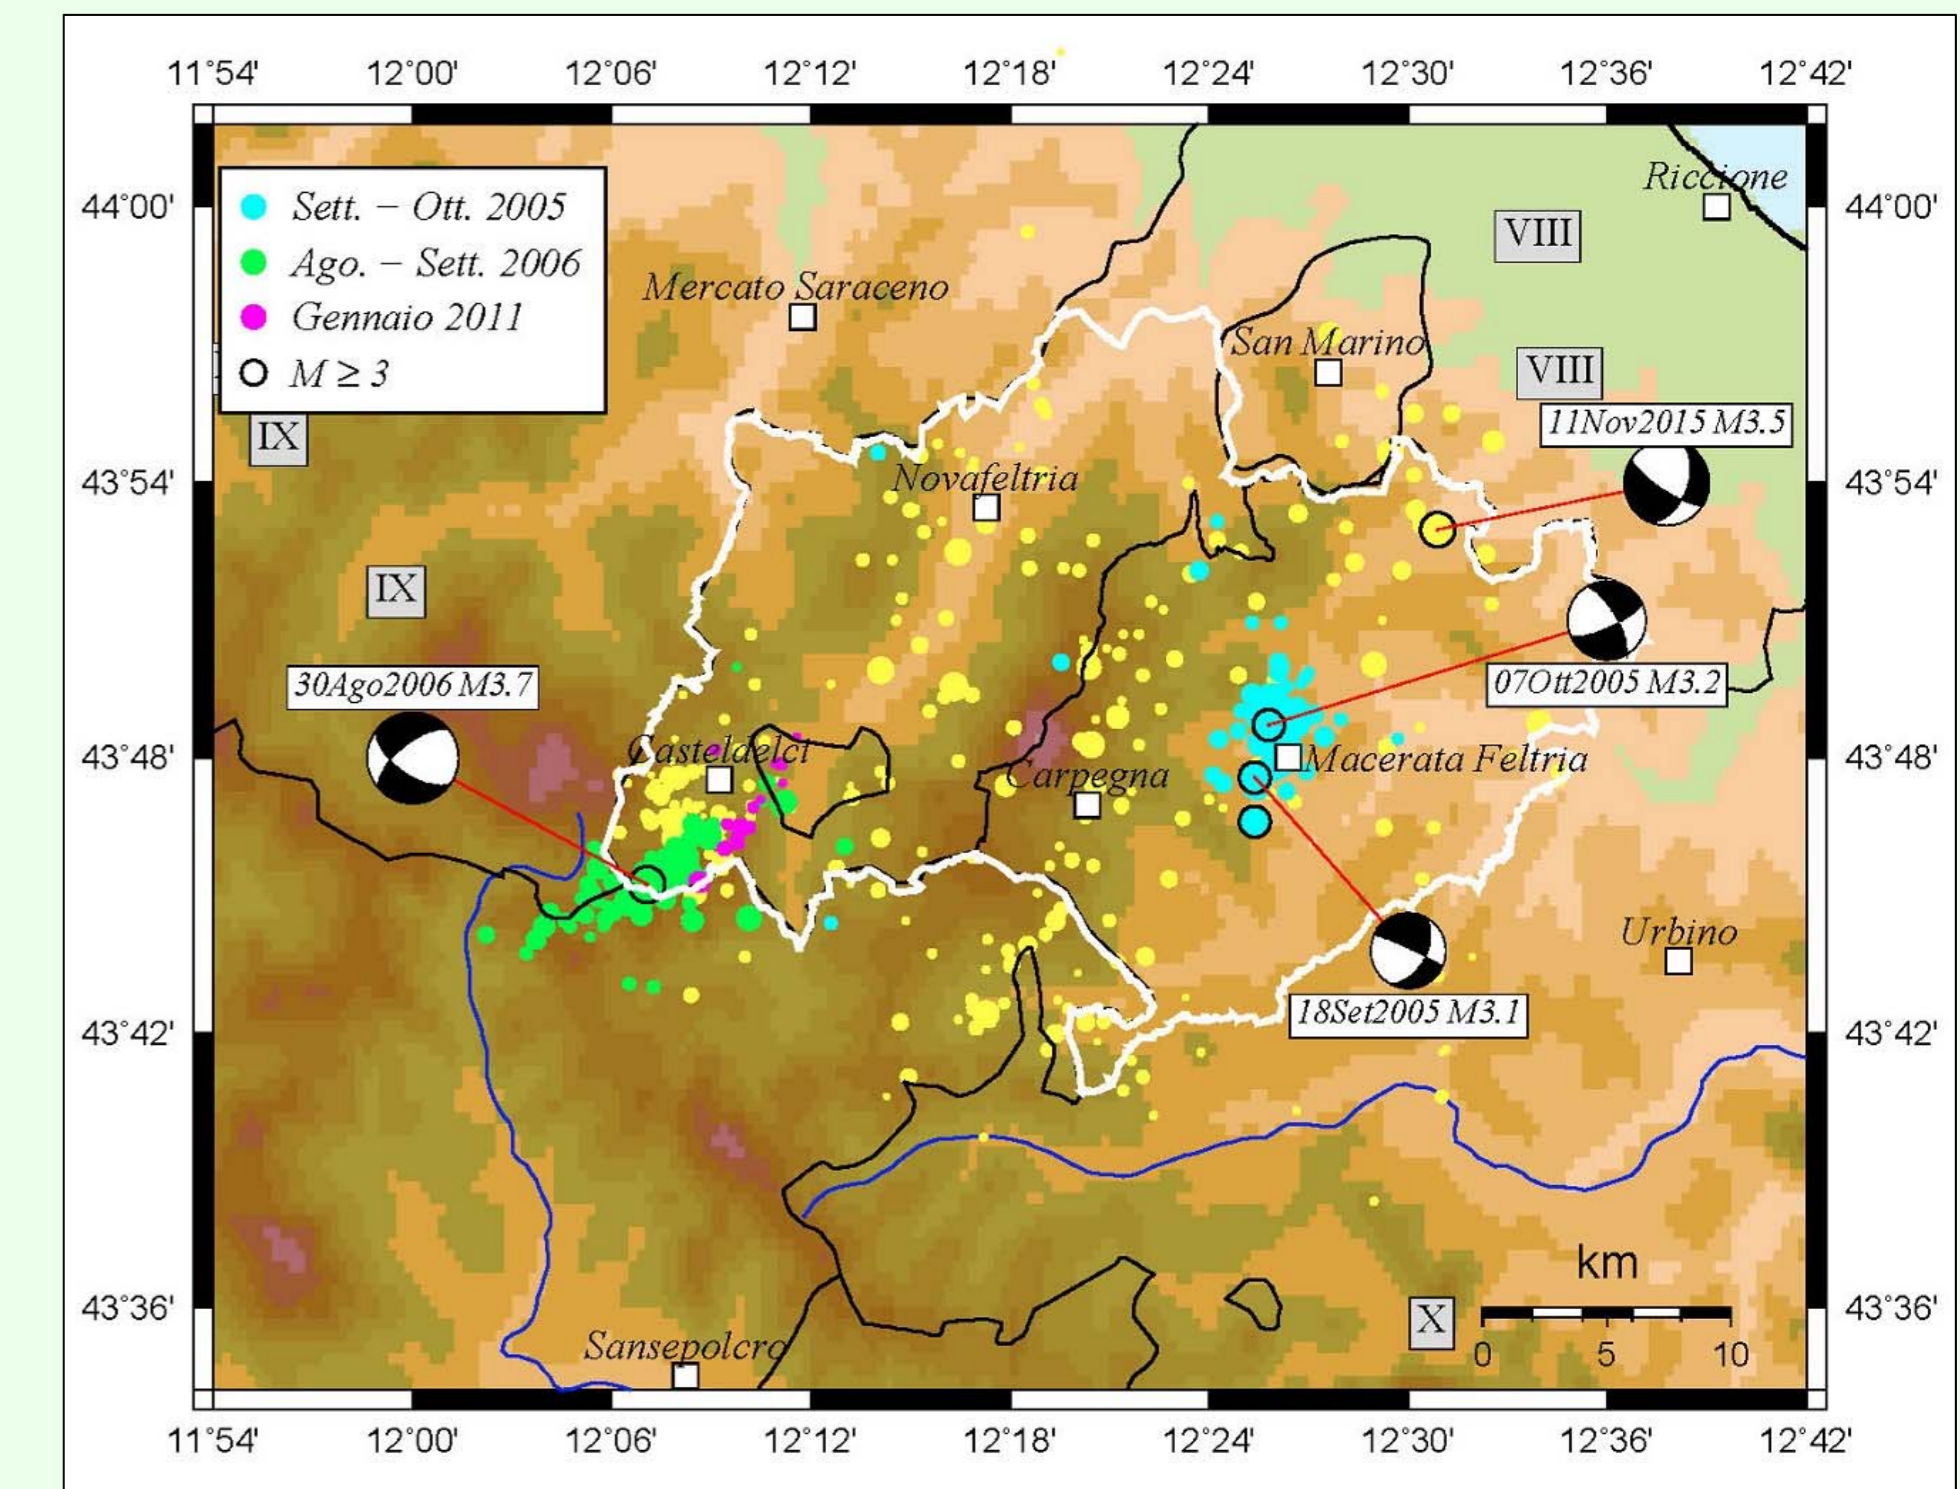 11°54' 12°00' 12°06' 12°12' 12°18' 12°24' 12°30' 12°36' 12°42'
44°00' 44°00'
43°54' 43°54'
43°48' 43°48'
43°42' 43°42'
43°36' 43°36'
Sett. – Ott. 2005
Ago. – Sett. 2006
Gennaio 2011
M ≥ 3
Riccione
VIII
Mercato Saraceno
San Marino
VIII
11Nov2015 M3.5
IX
Novafeltria
IX
30Ago2006 M3.7
07Ott2005 M3.2
Casteldelci
Carpegna
Macerata Feltria
Urbino
18Set2005 M3.1
km
X
0 5 10
Sansepolcro
11°54' 12°00' 12°06' 12°12' 12°18' 12°24' 12°30' 12°36' 12°42'